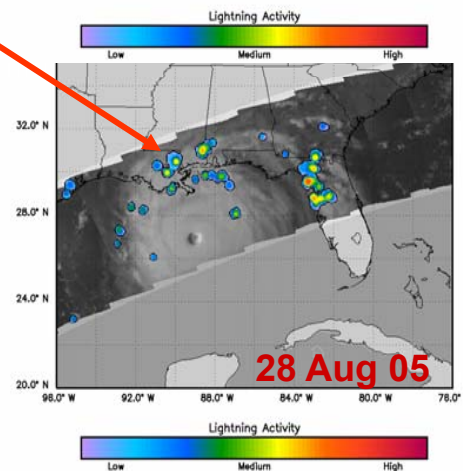 Lightning Activity
Low Medium High
32.0° N
28.0° N
24.0° N
20.0° N
28 Aug 05
96.0° W 92.0° W 88.0° W 84.0° W 80.0° W 78.0° W
Lightning Activity
Low Medium High